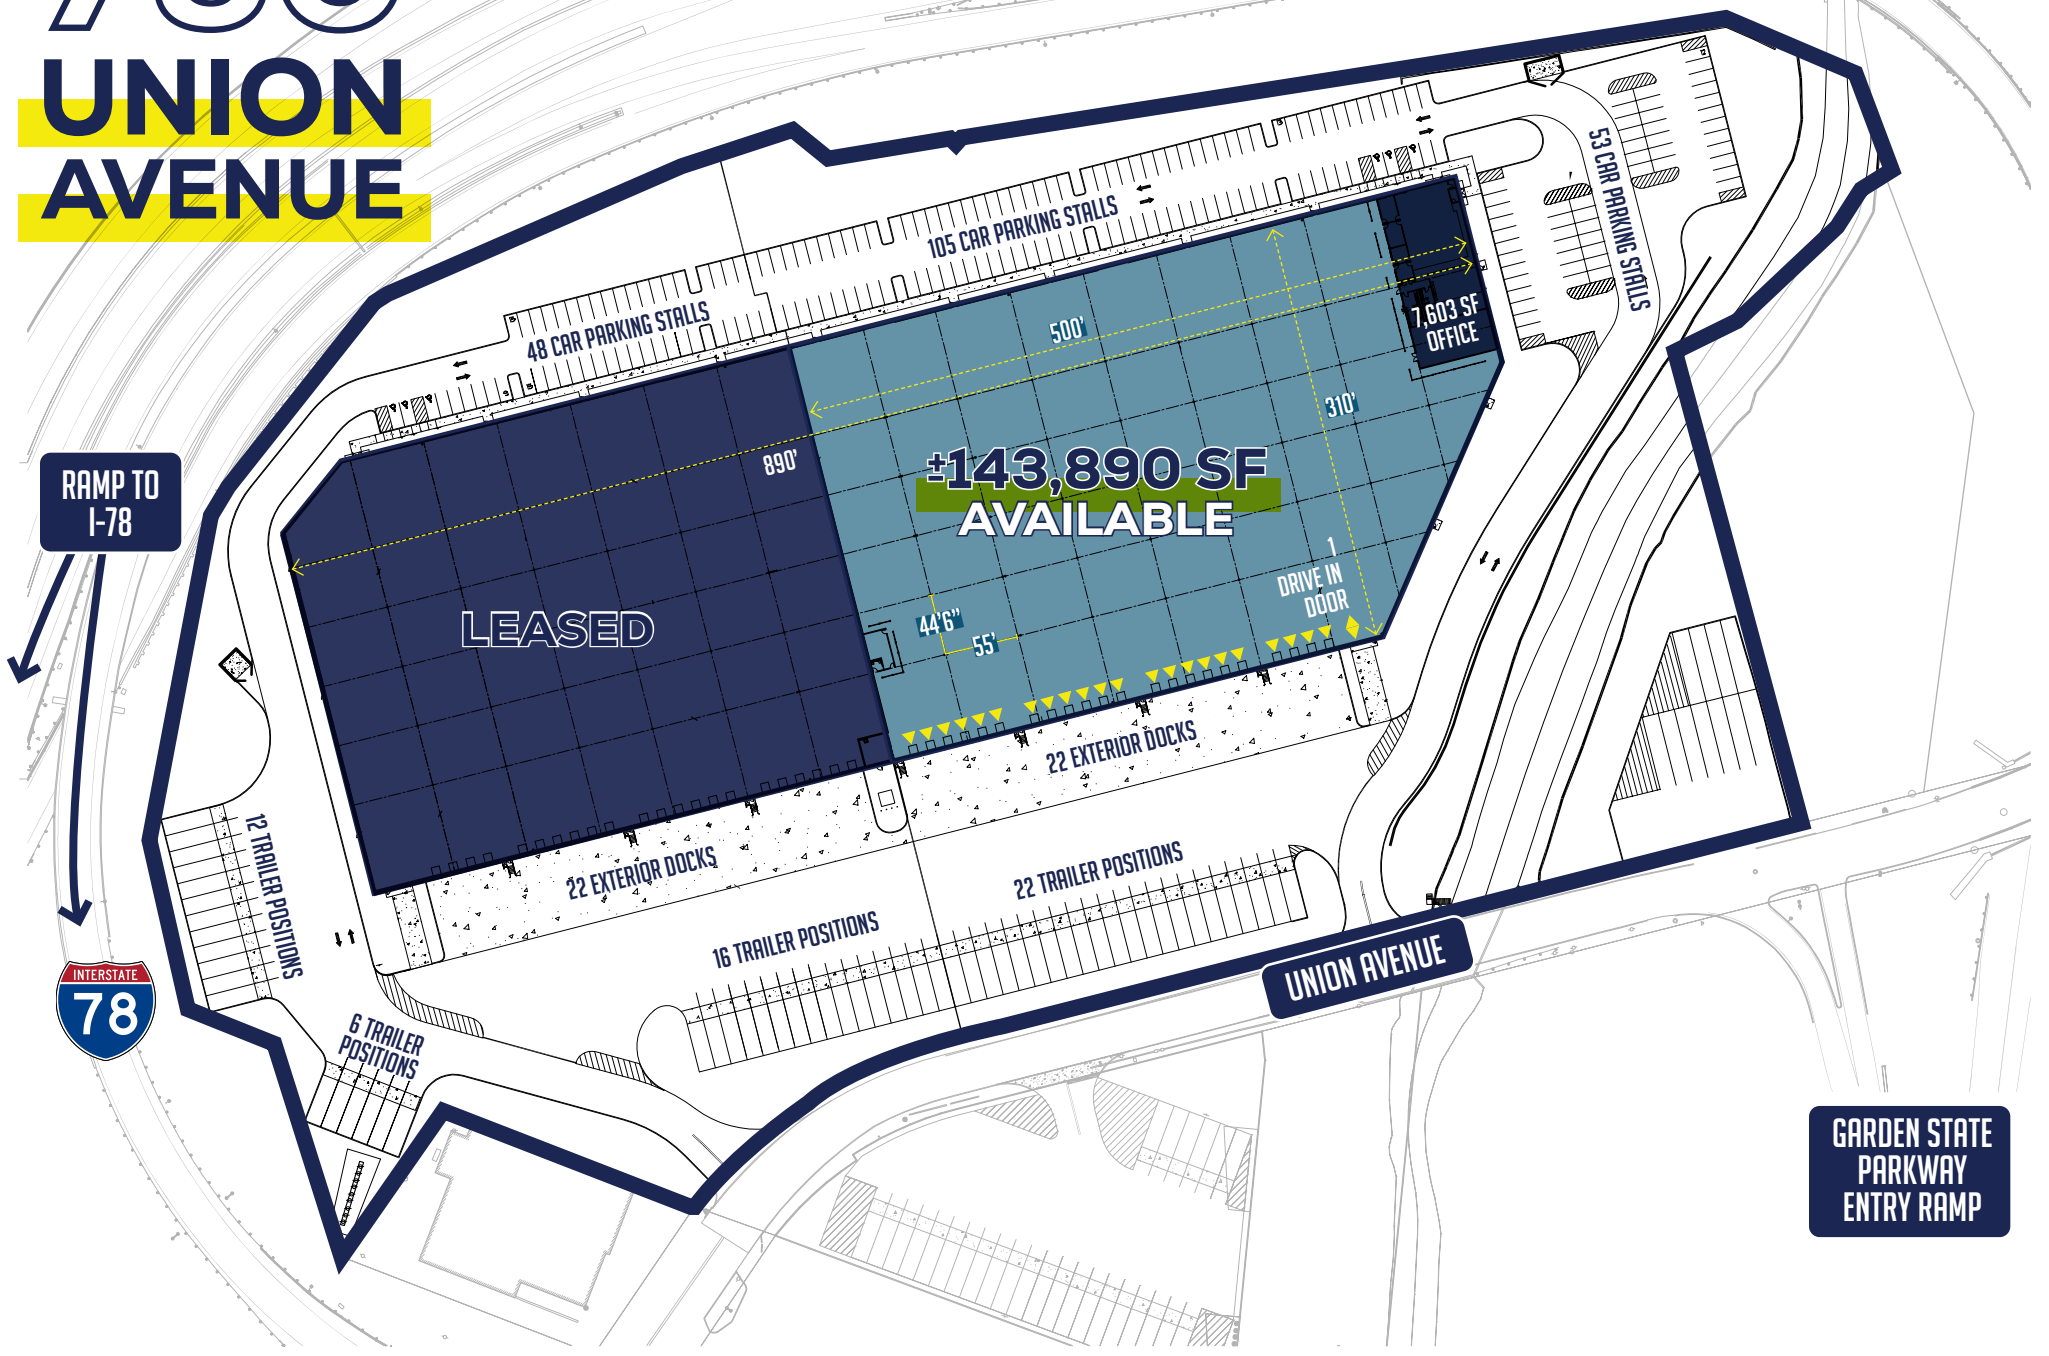 UNION
AVENUE
53 CAR PARKING STALLS
105 CAR PARKING STALLS
48 CAR PARKING STALLS
7,603 SF
OFFICE
500'
310'
890'
±143,890 SF
AVAILABLE
RAMP TO
I-78
1
DRIVE IN
DOOR
LEASED
44'6"
55'
22 EXTERIOR DOCKS
22 EXTERIOR DOCKS
12 TRAILER POSITIONS
22 TRAILER POSITIONS
16 TRAILER POSITIONS
UNION AVENUE
INTERSTATE
78
6 TRAILER
POSITIONS
GARDEN STATE
PARKWAY
ENTRY RAMP